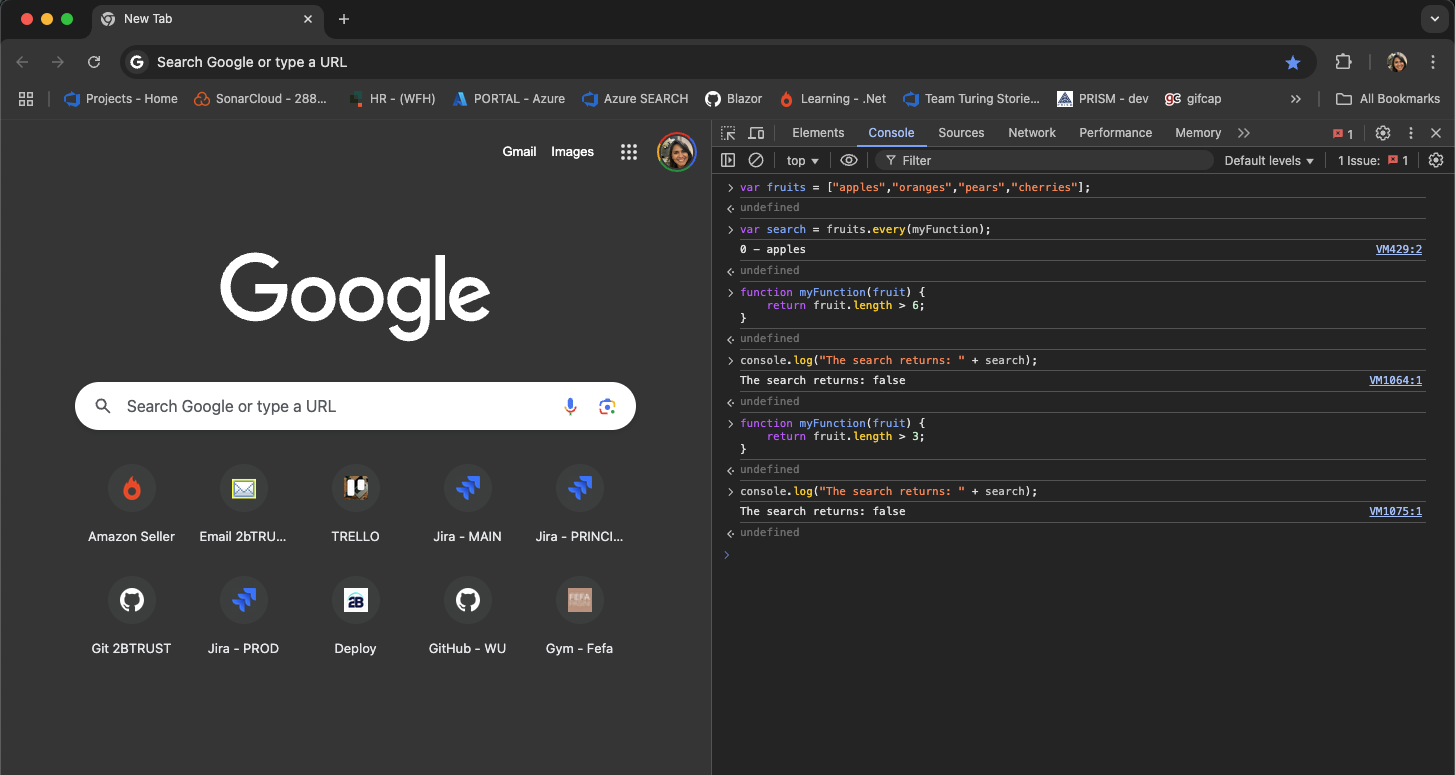 New Tab
Search Google or type a URL
Projects - Home
SonarCloud - 288...
HR - (WFH)
PORTAL - Azure
Azure SEARCH
Blazor
Learning - .Net
Team Turing Storie...
PRISM - dev
gifcap
All Bookmarks
Gmail
Images
Google
Search Google or type a URL
Amazon Seller
Email 2bTRU...
TRELLO
Jira - MAIN
Jira - PRINCI...
Git 2BTRUST
Jira - PROD
2B
Deploy
GitHub - WU
FEFA
Gym - Fefa
Elements
Console
Sources
Network
Performance
Memory
1
top
Filter
Default levels
1 Issue: 1
var fruits = ["apples","oranges","pears","cherries"];
undefined
var search = fruits.every(myFunction);
0 – apples VM429:2
undefined
function myFunction(fruit) {
return fruit.length > 6;
}
undefined
console.log("The search returns: " + search);
The search returns: false VM1064:1
undefined
function myFunction(fruit) {
return fruit.length > 3;
}
undefined
console.log("The search returns: " + search);
The search returns: false VM1075:1
undefined